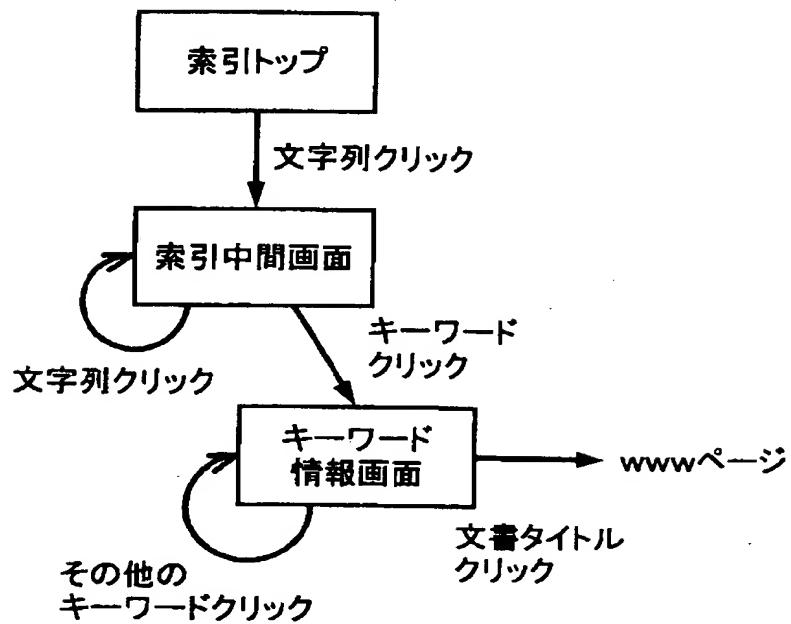 索引トップ
文字列クリック
索引中間画面
キーワード
クリック
文字列クリック
キーワード
情報画面
wwwページ
文書タイトル
クリック
その他の
キーワードクリック